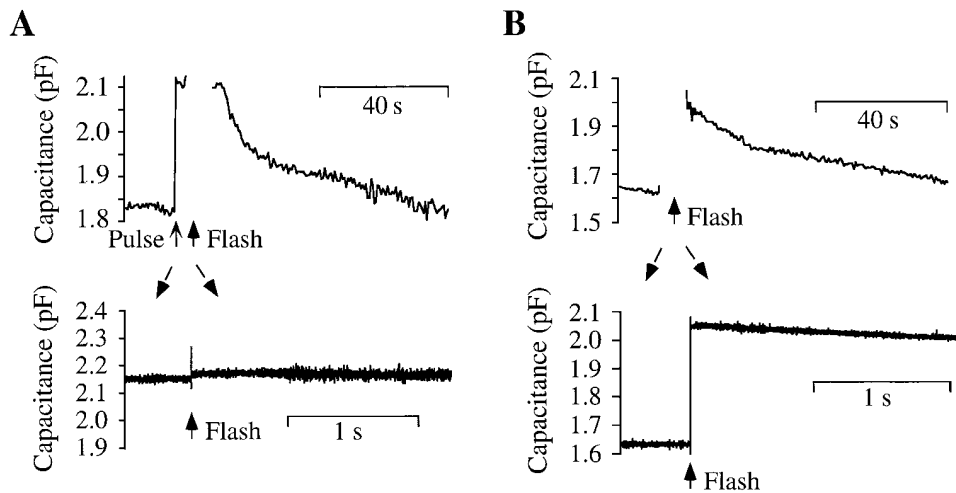 A
Capacitance (pF)
2.1
2.0
1.9
1.8
40 s
Pulse
Flash
Capacitance (pF)
2.4
2.3
2.2
2.1
2.0
1.9
1 s
Flash
B
Capacitance (pF)
2.1
1.9
1.7
1.5
40 s
Flash
Capacitance (pF)
2.1
2.0
1.9
1.8
1.7
1.6
1 s
Flash